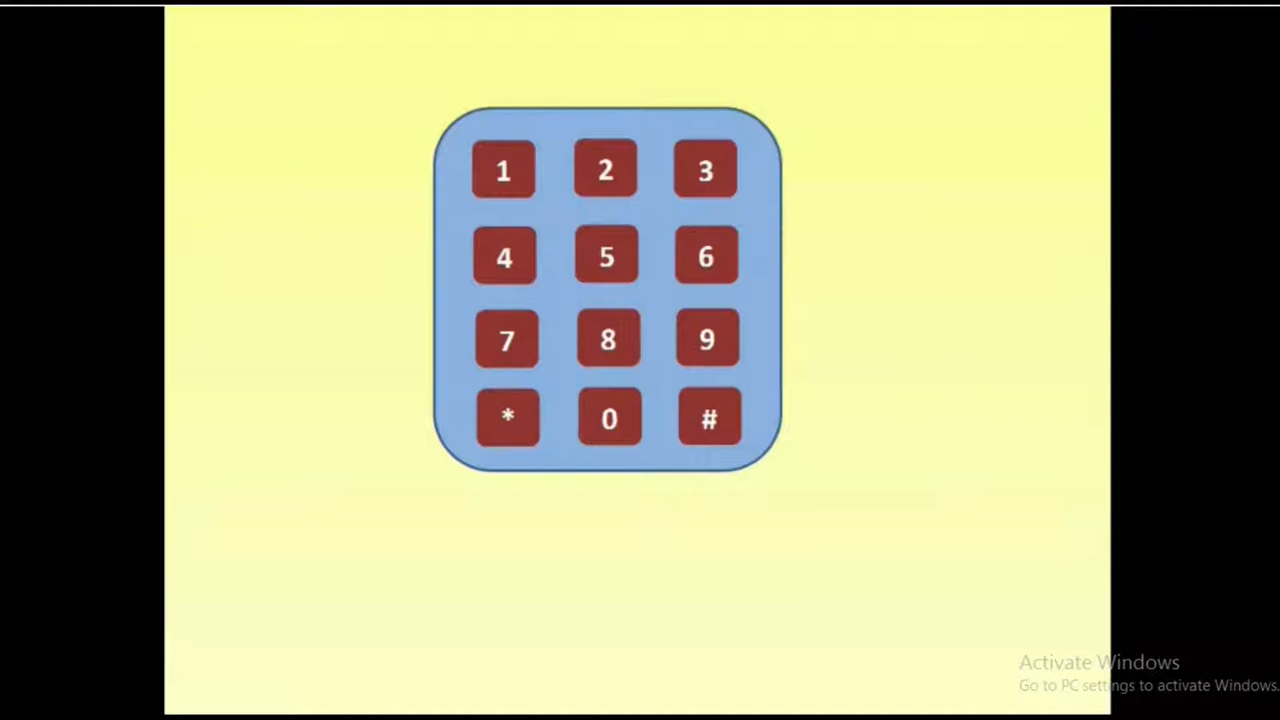 1 2 3
4 5 6
7 8 9
* 0 #
Activate Windows
Go to PC settings to activate Windows.